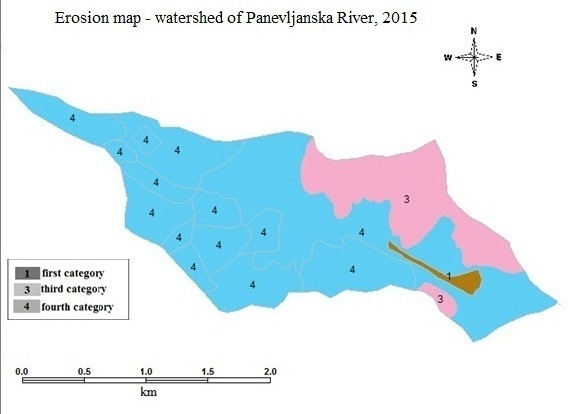 Erosion map - watershed of Panevljanska River, 2015
N
W E
S
4
4
4 4
4
3
4
4 4
4
4 4
4
4 4
1
4
3
1 first category
3 third category
4 fourth category
0.0 0.5 1.0 1.5 2.0
km